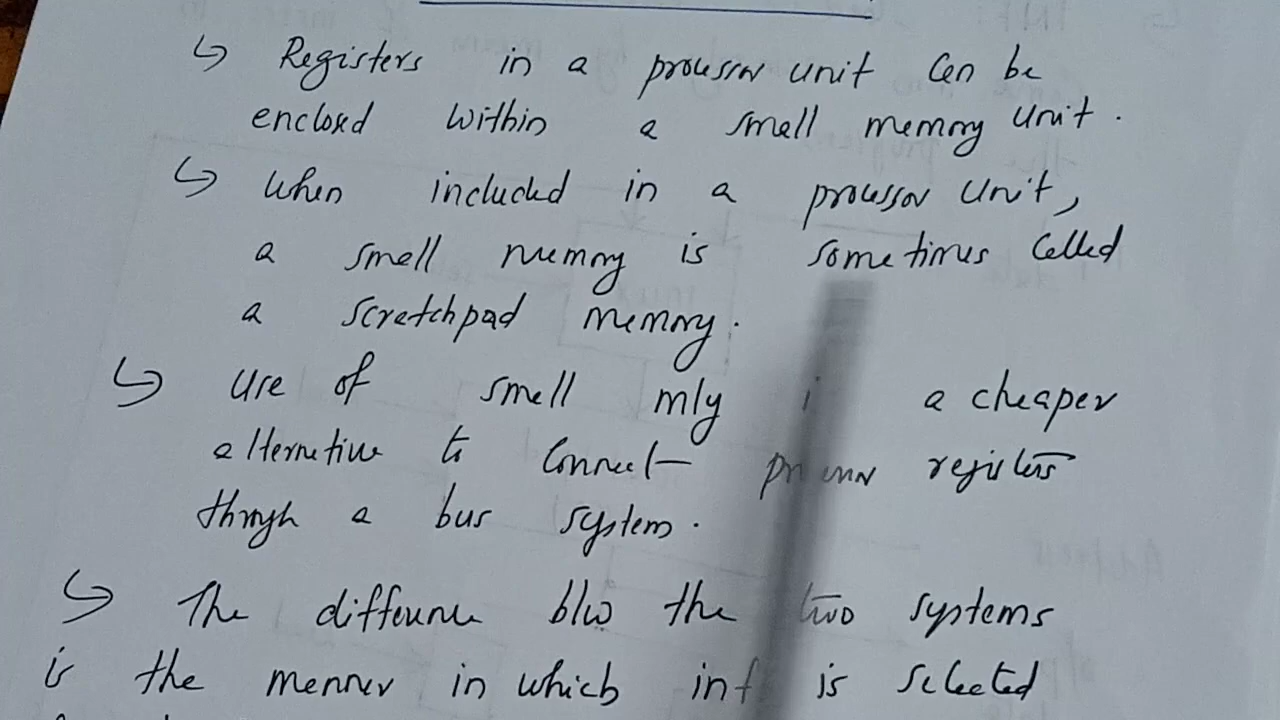 ↳ Registers in a processor unit can be
enclosed within a small memory unit.
↳ When included in a processor unit,
a small memory is sometimes called
a scratchpad memory.
↳ Use of small mly a cheaper
alternative to connect processor registers
through a bus system.
↳ The difference b/w the two systems
is the manner in which inf is selected